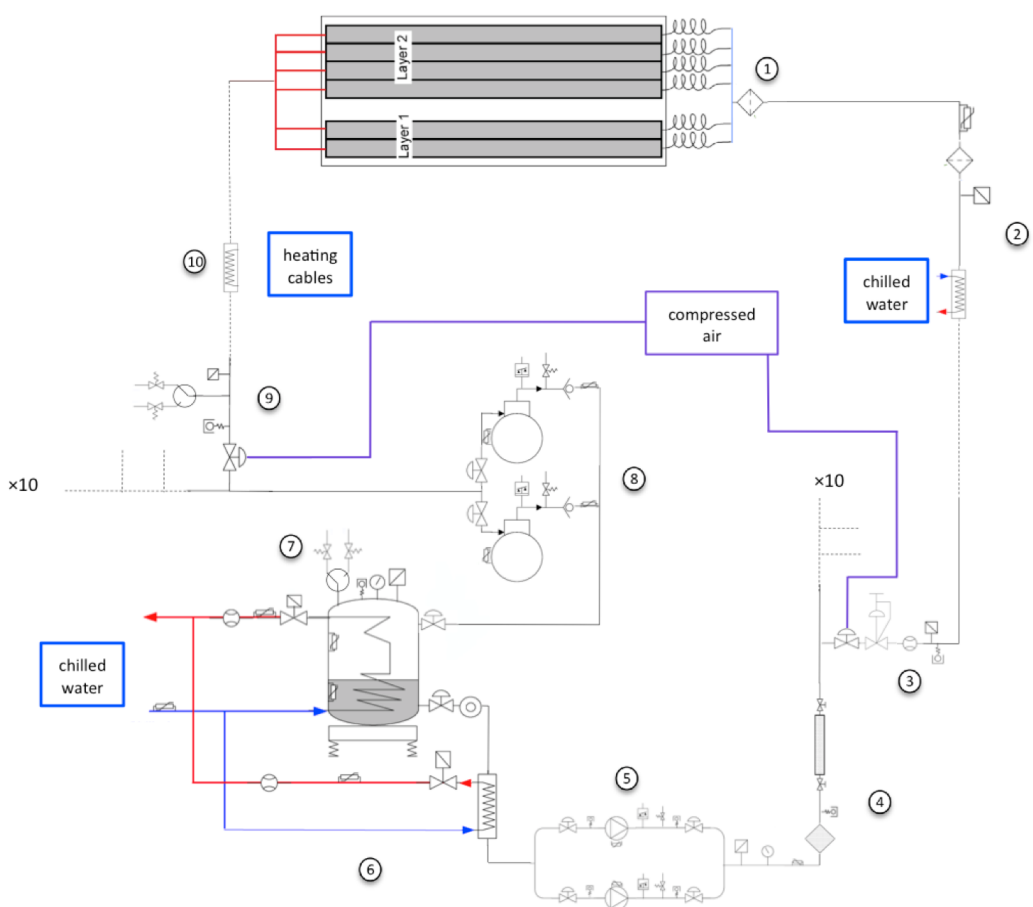 Layer 2
1
Layer 1
2
10
heating
cables
chilled
water
compressed
air
9
×10
8
×10
7
chilled
water
3
5
4
6